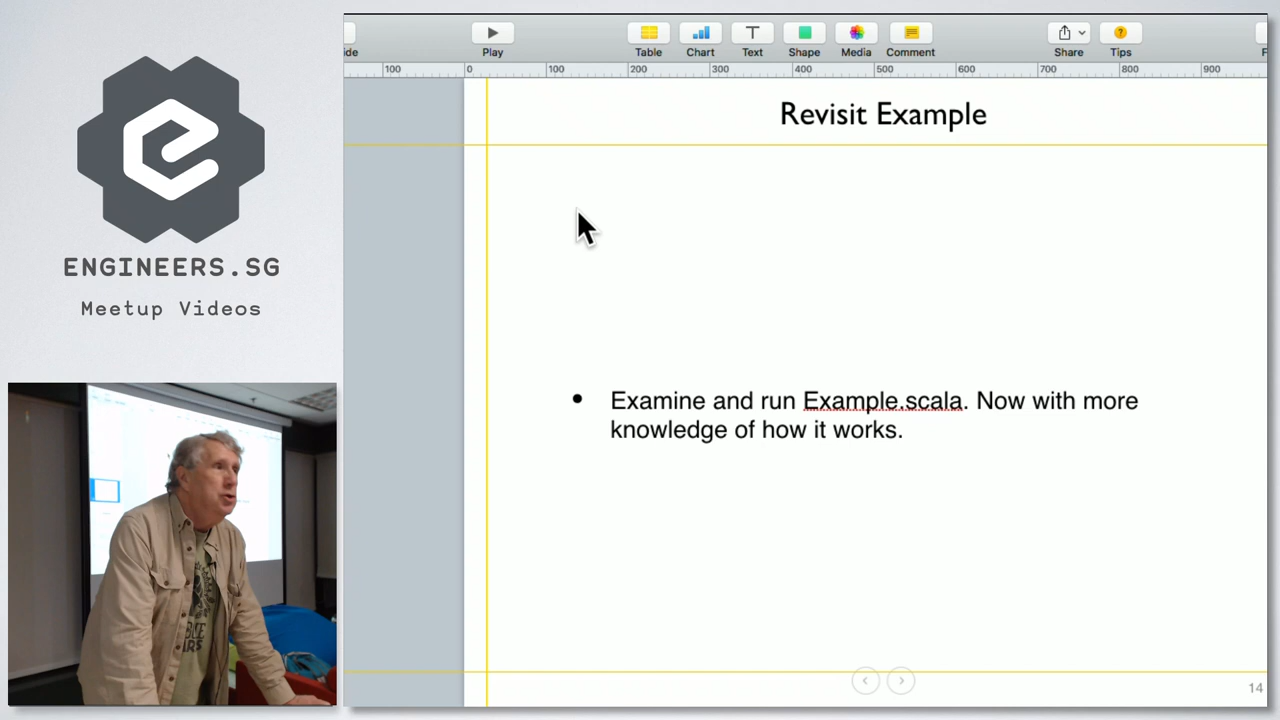 ENGINEERS.SG
Meetup Videos
ide
Play
Table
Chart
Text
Shape
Media
Comment
Share
Tips
F
100
0
100
200
300
400
500
600
700
800
900
Revisit Example
• Examine and run Example.scala. Now with more
knowledge of how it works.
14